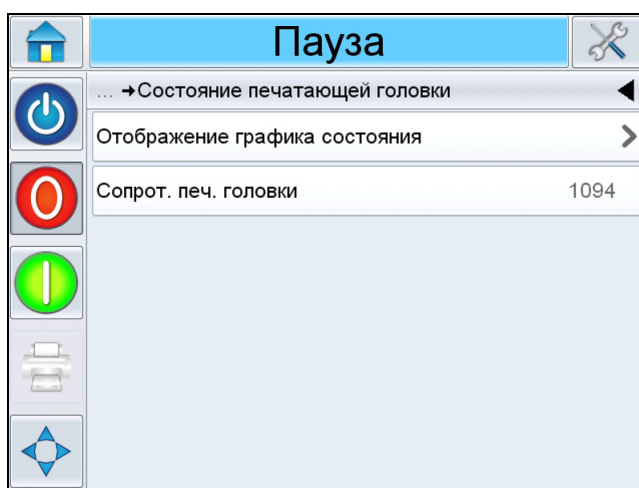 Пауза
... →Состояние печатающей головки
Отображение графика состояния
Сопрот. печ. головки 1094